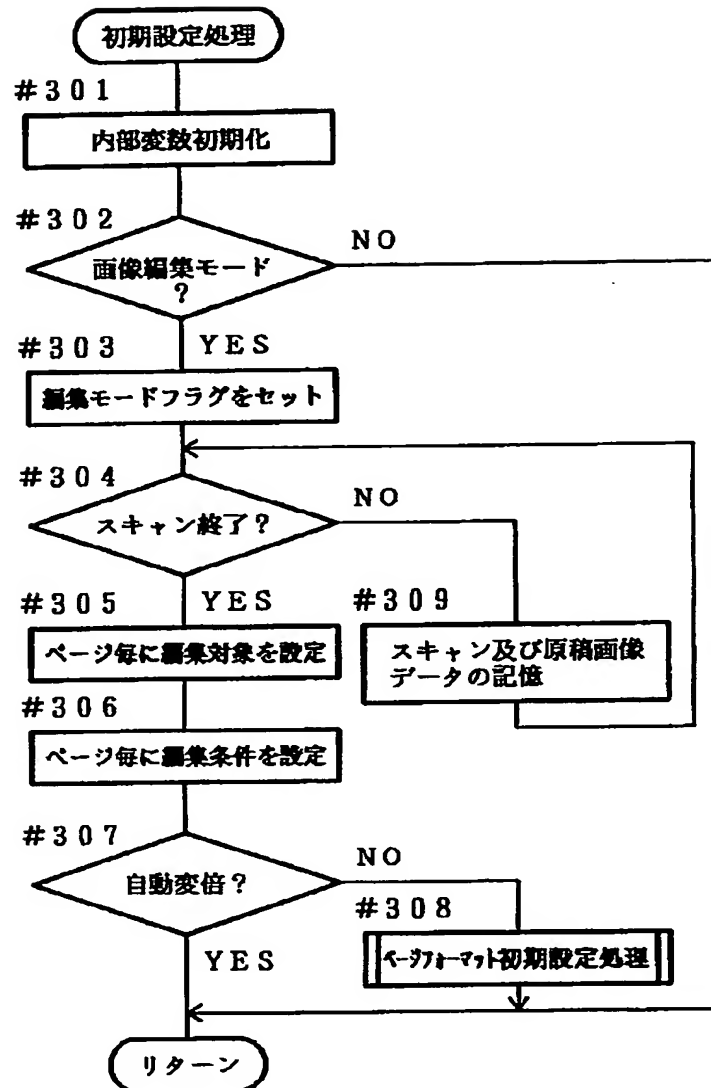 初期設定処理
#301
内部変数初期化
#302
NO
画像編集モード
?
#303
YES
編集モードフラグをセット
#304
NO
スキャン終了?
#305
YES
#309
ページ毎に編集対象を設定
スキャン及び原稿画像
データの記憶
#306
ページ毎に編集条件を設定
#307
NO
自動変倍?
#308
YES
ページフォーマット初期設定処理
リターン